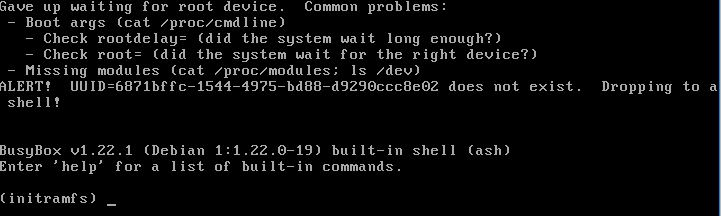 Gave up waiting for root device.  Common problems:
 - Boot args (cat /proc/cmdline)
   - Check rootdelay= (did the system wait long enough?)
   - Check root= (did the system wait for the right device?)
 - Missing modules (cat /proc/modules; ls /dev)
ALERT!  UUID=6871bffc-1544-4975-bd88-d9290ccc8e02 does not exist.  Dropping to a
 shell!
BusyBox v1.22.1 (Debian 1:1.22.0-19) built-in shell (ash)
Enter 'help' for a list of built-in commands.
(initramfs) _